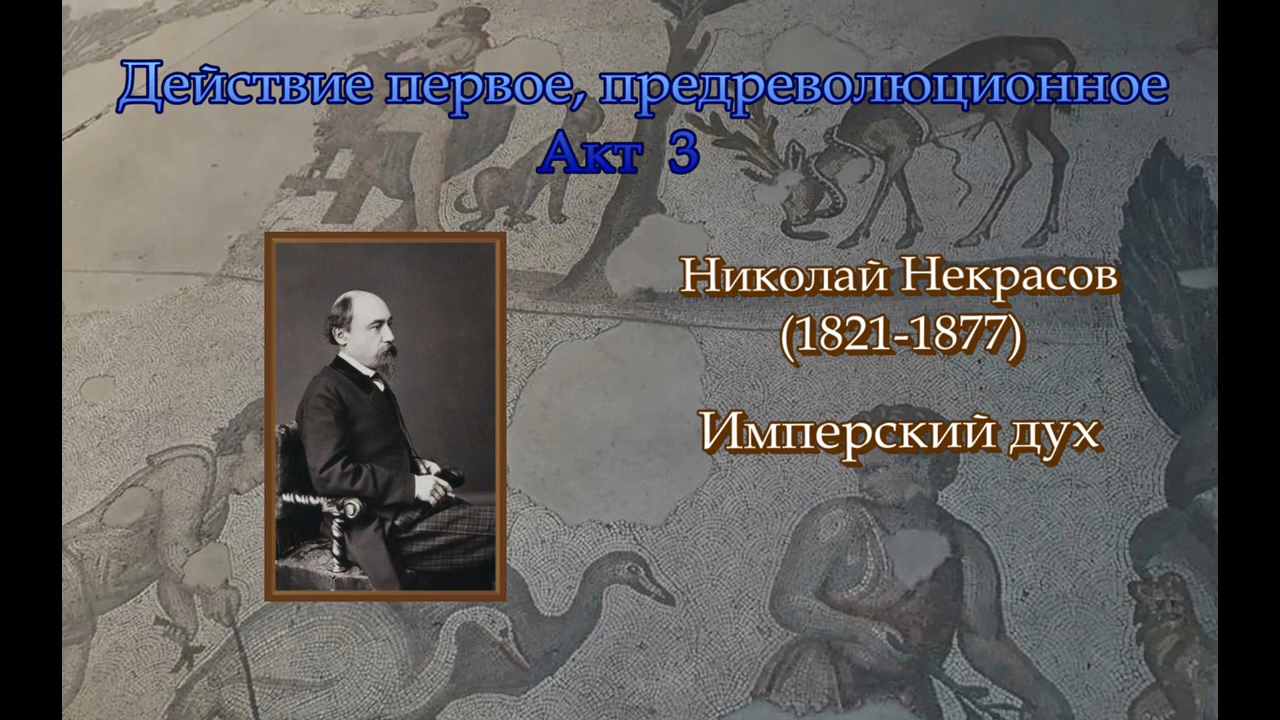 Действие первое, предреволюционное
Акт 3
Николай Некрасов
(1821-1877)
Имперский дух